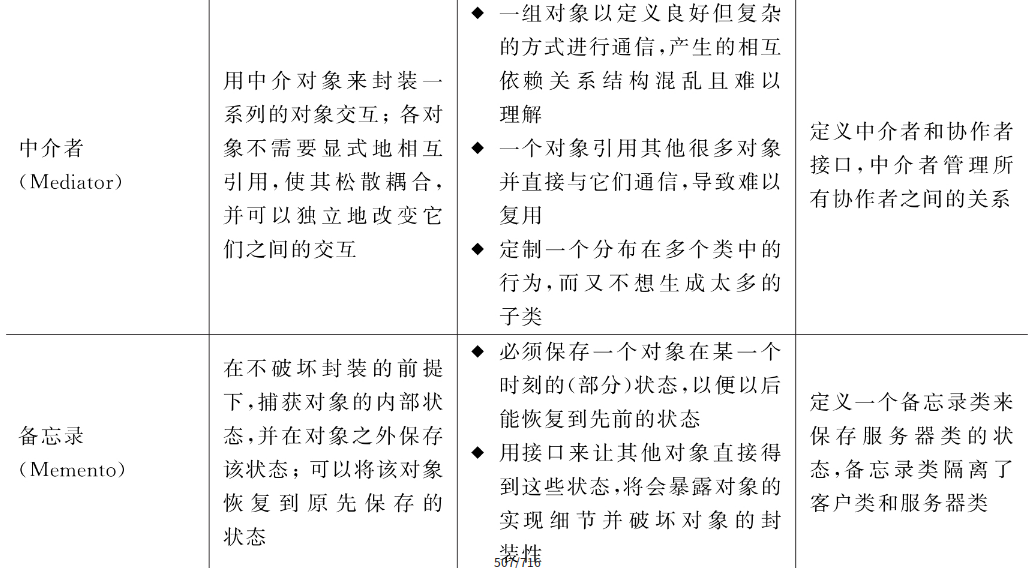 中介者
（Mediator）
用中介对象来封装一
系列的对象交互；各对
象不需要显式地相互
引用，使其松散耦合，
并可以独立地改变它
们之间的交互
◆ 一组对象以定义良好但复杂
的方式进行通信，产生的相互
依赖关系结构混乱且难以
理解
◆ 一个对象引用其他很多对象
并直接与它们通信，导致难以
复用
◆ 定制一个分布在多个类中的
行为，而又不想生成太多的
子类
定义中介者和协作者
接口，中介者管理所
有协作者之间的关系
备忘录
（Memento）
在不破坏封装的前提
下，捕获对象的内部状
态，并在对象之外保存
该状态；可以将该对象
恢复到原先保存的
状态
◆ 必须保存一个对象在某一个
时刻的（部分）状态，以便以后
能恢复到先前的状态
◆ 用接口来让其他对象直接得
到这些状态，将会暴露对象的
实现细节并破坏对象的封
装性
定义一个备忘录类来
保存服务器类的状
态，备忘录类隔离了
客户类和服务器类
507/716